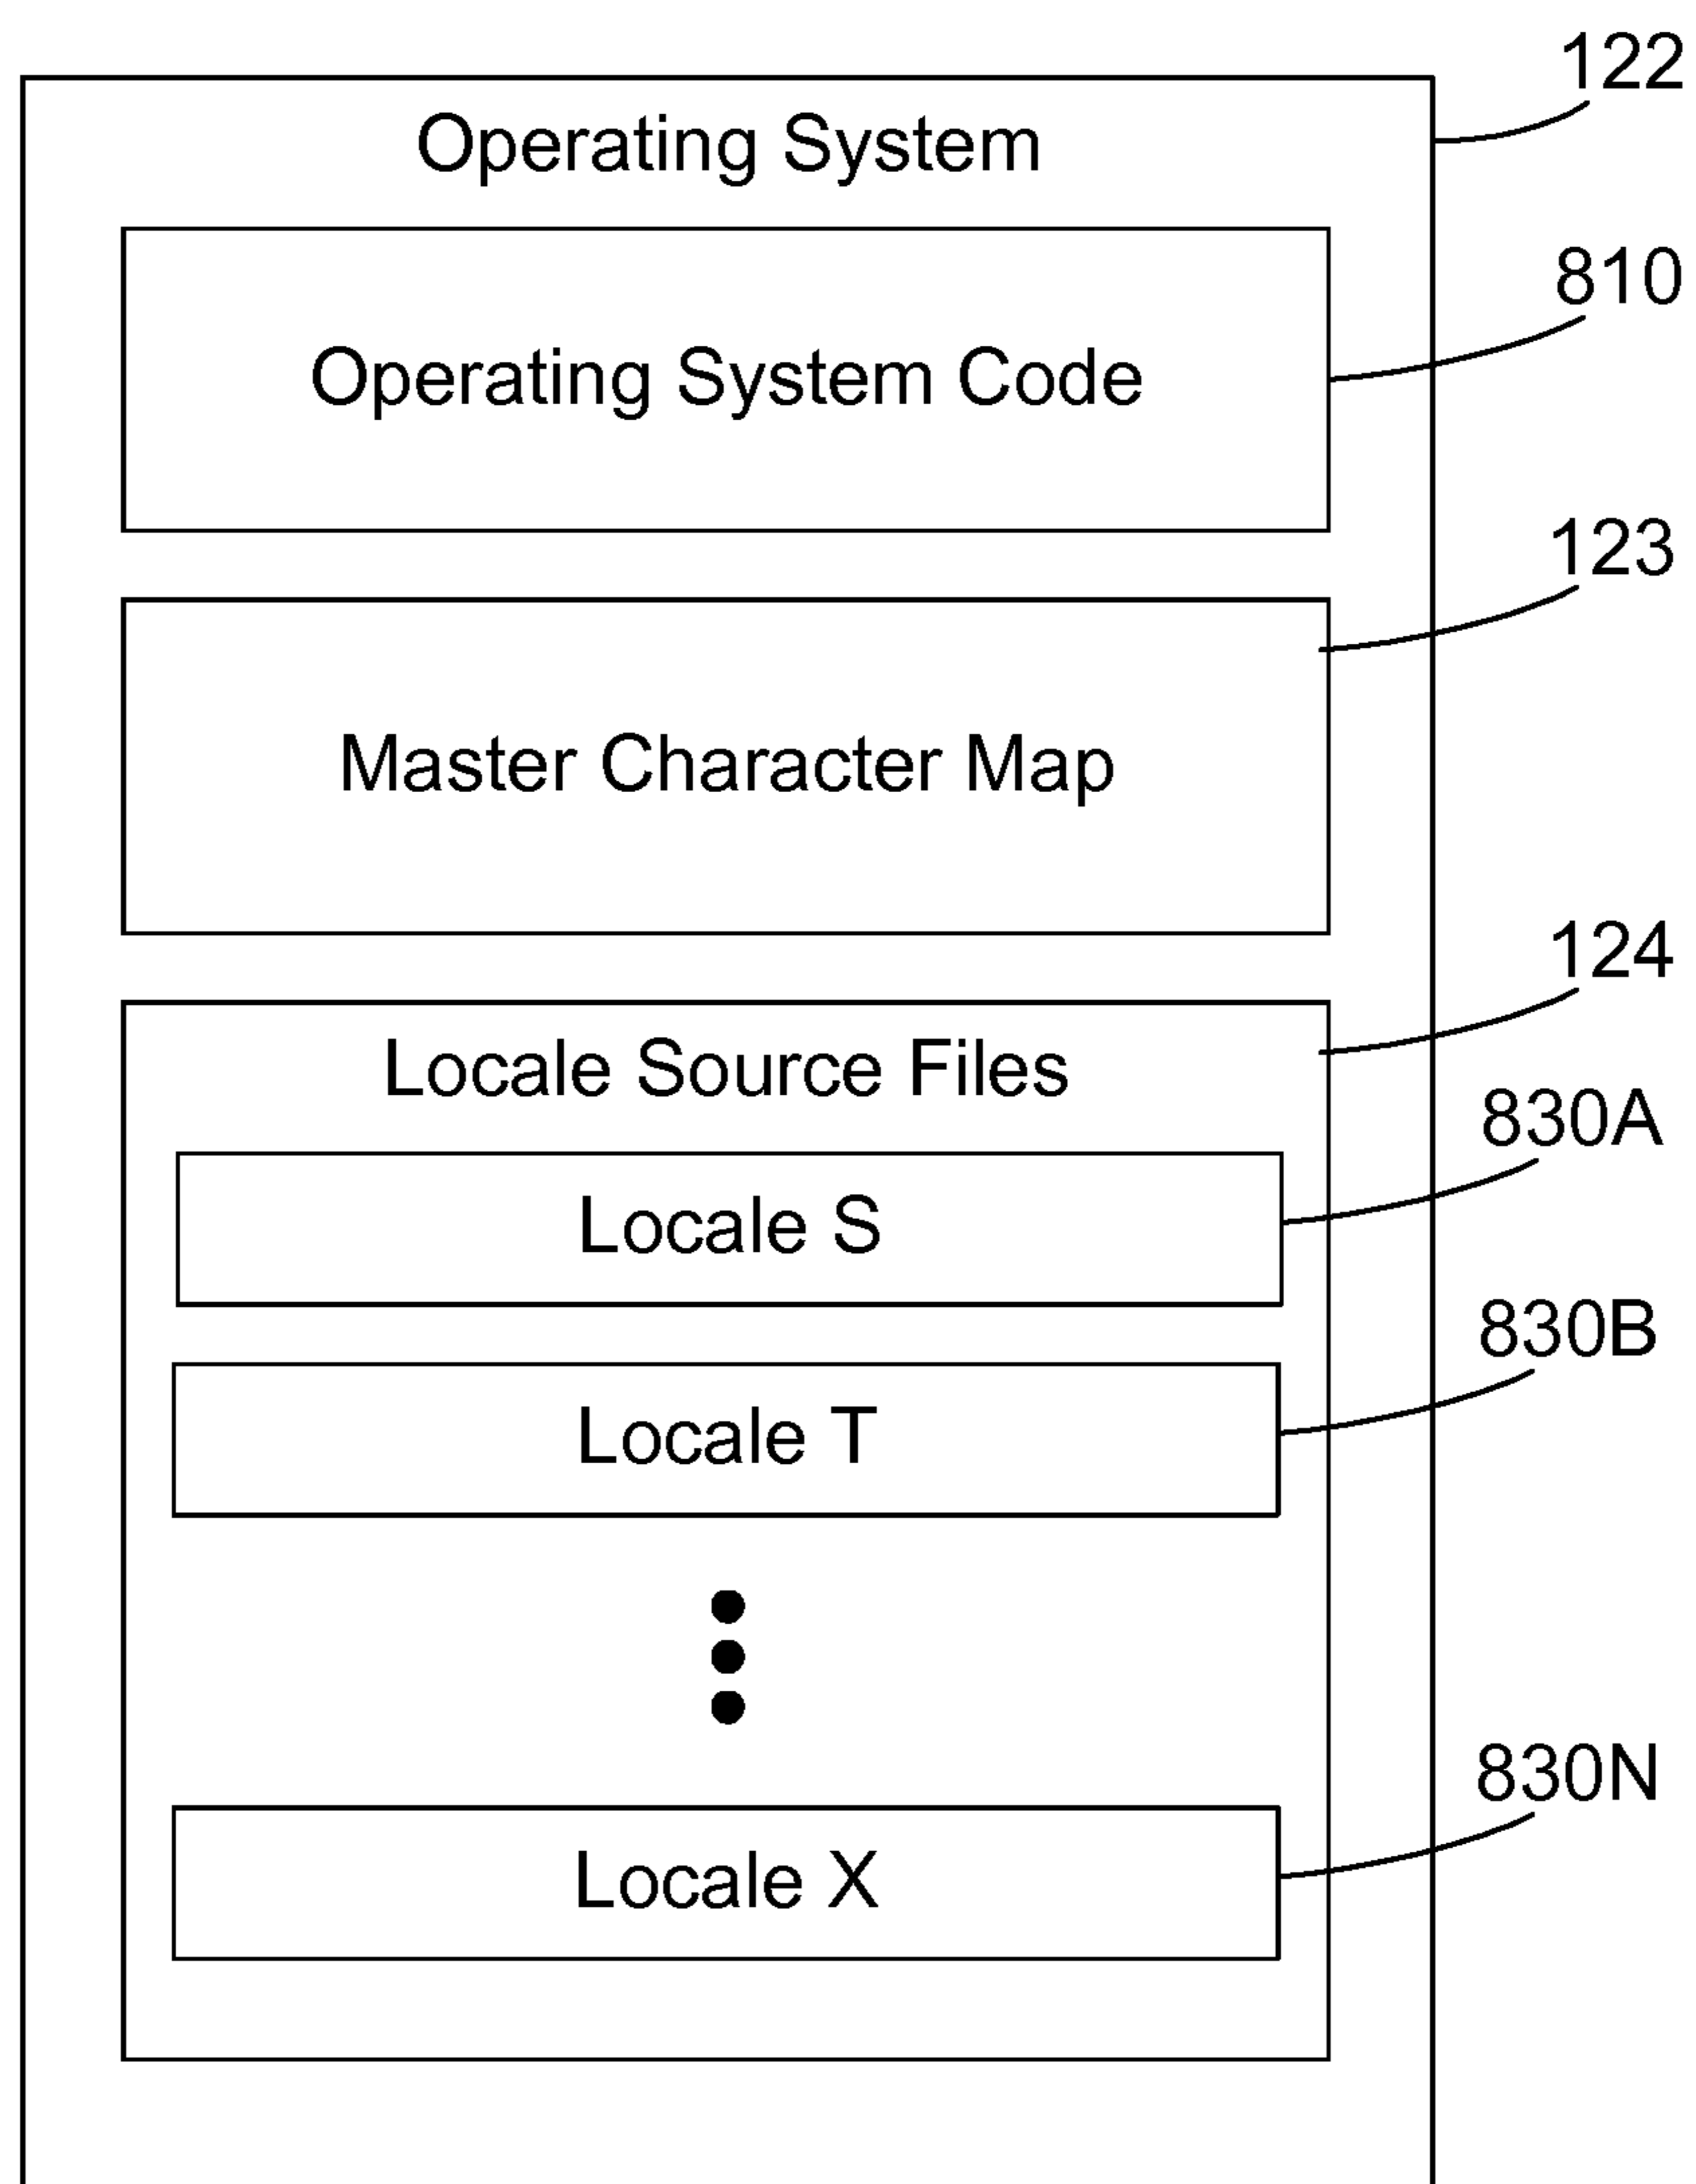 122
Operating System
810
Operating System Code
123
Master Character Map
124
Locale Source Files
830A
Locale S
830B
Locale T
830N
Locale X